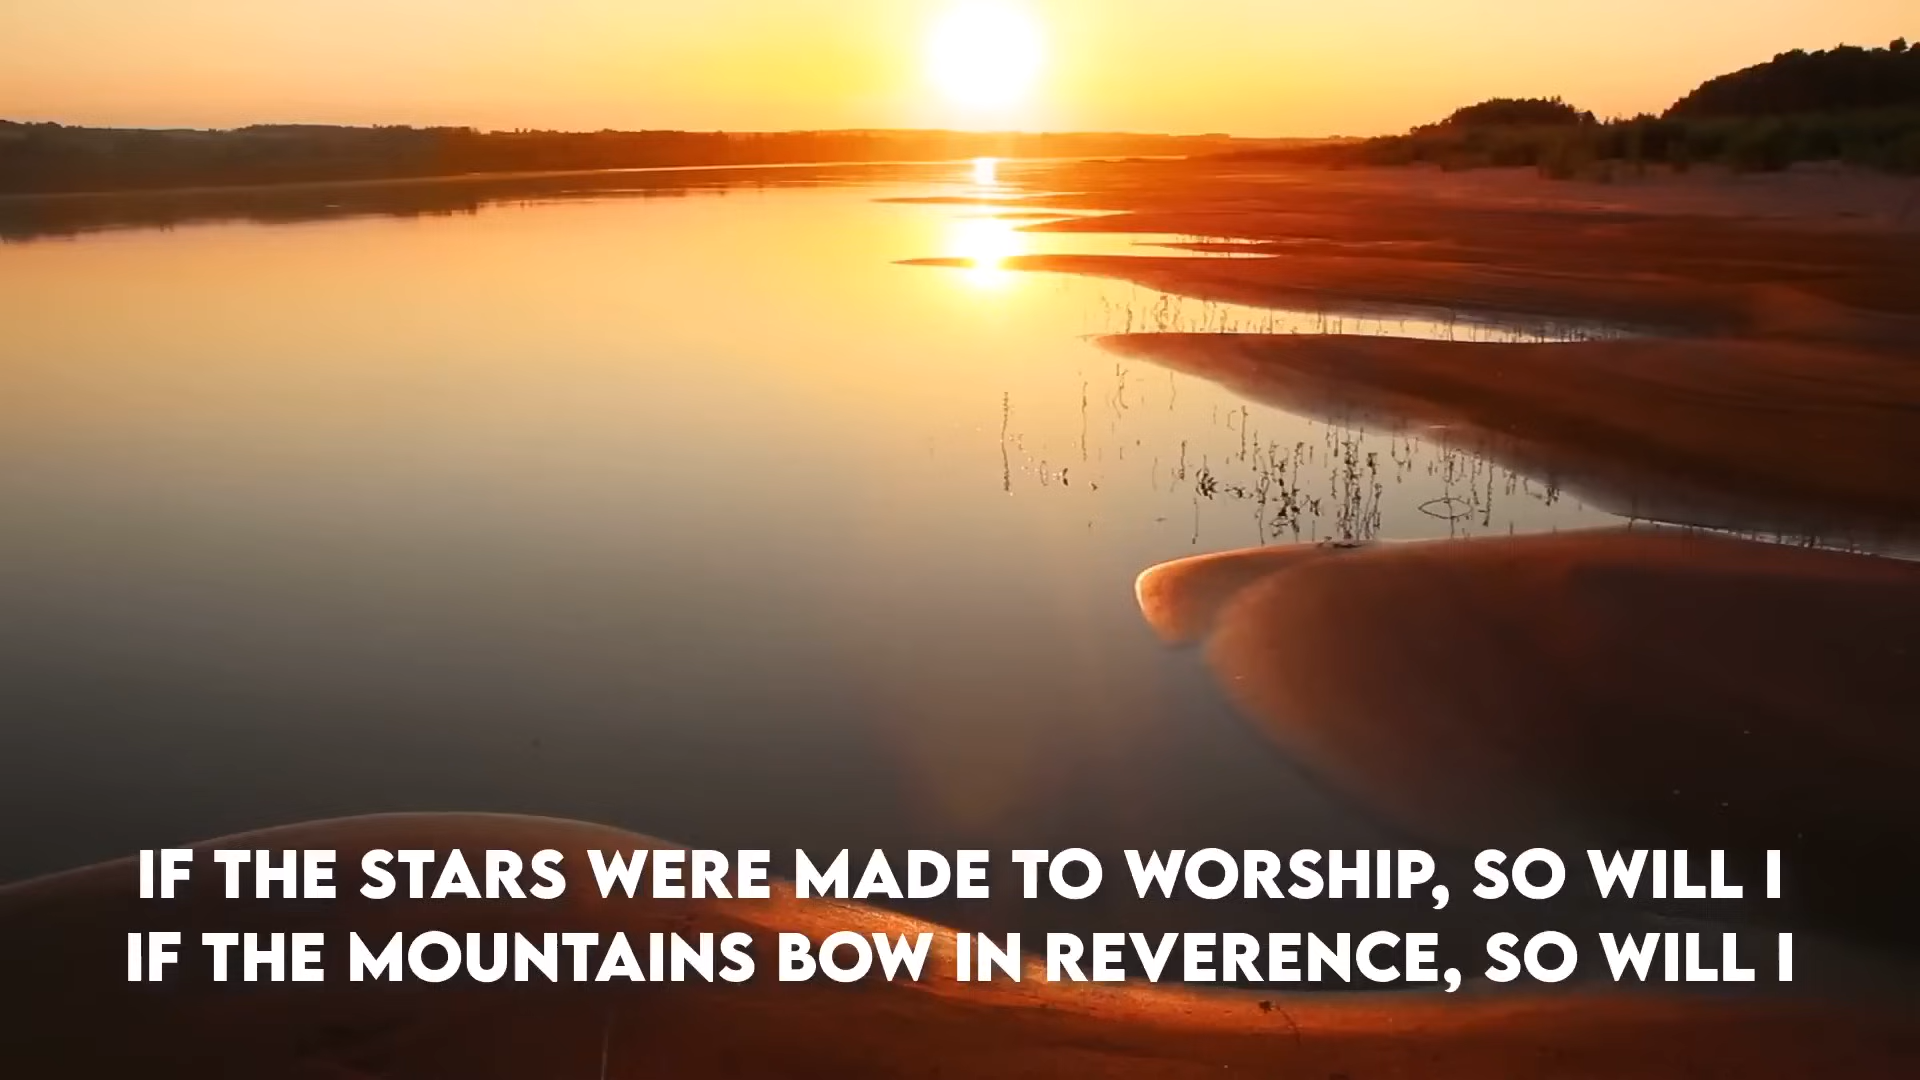 IF THE STARS WERE MADE TO WORSHIP, SO WILL I
IF THE MOUNTAINS BOW IN REVERENCE, SO WILL I